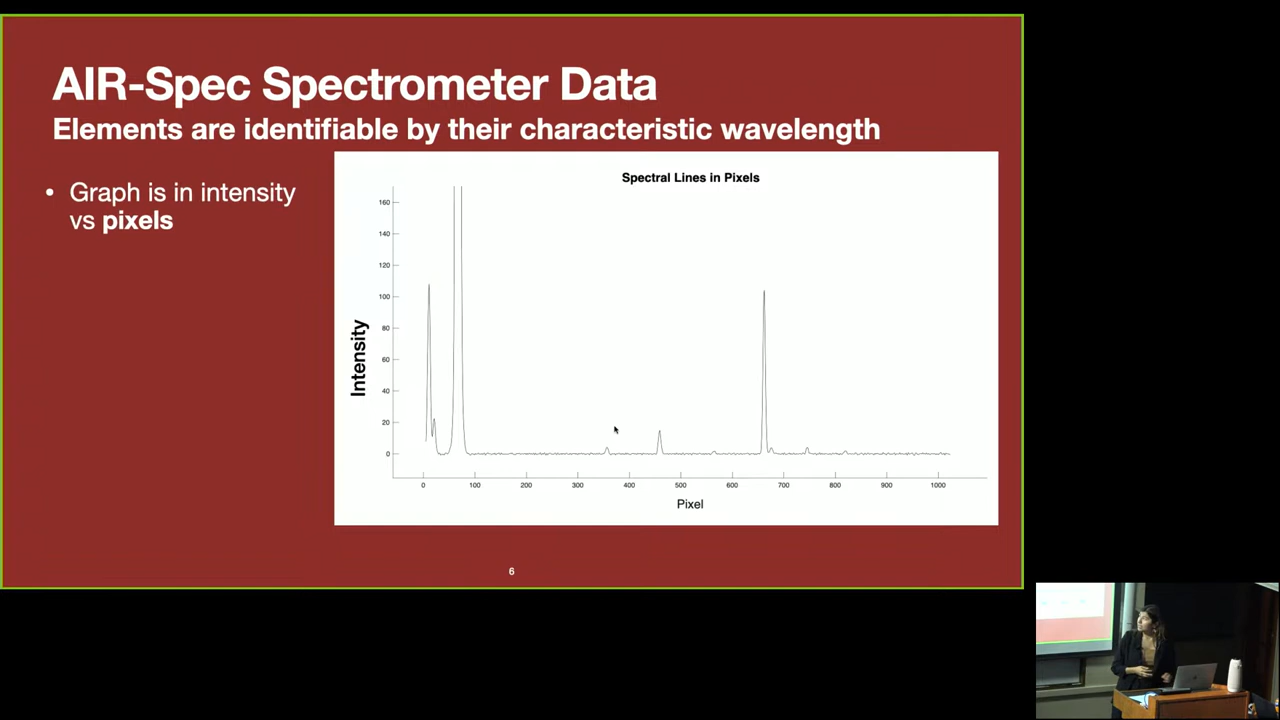 AIR-Spec Spectrometer Data
Elements are identifiable by their characteristic wavelength
• Graph is in intensity
vs pixels
Spectral Lines in Pixels
160
140
120
100
80
60
40
20
0
Intensity
0 100 200 300 400 500 600 700 800 900 1000
Pixel
6